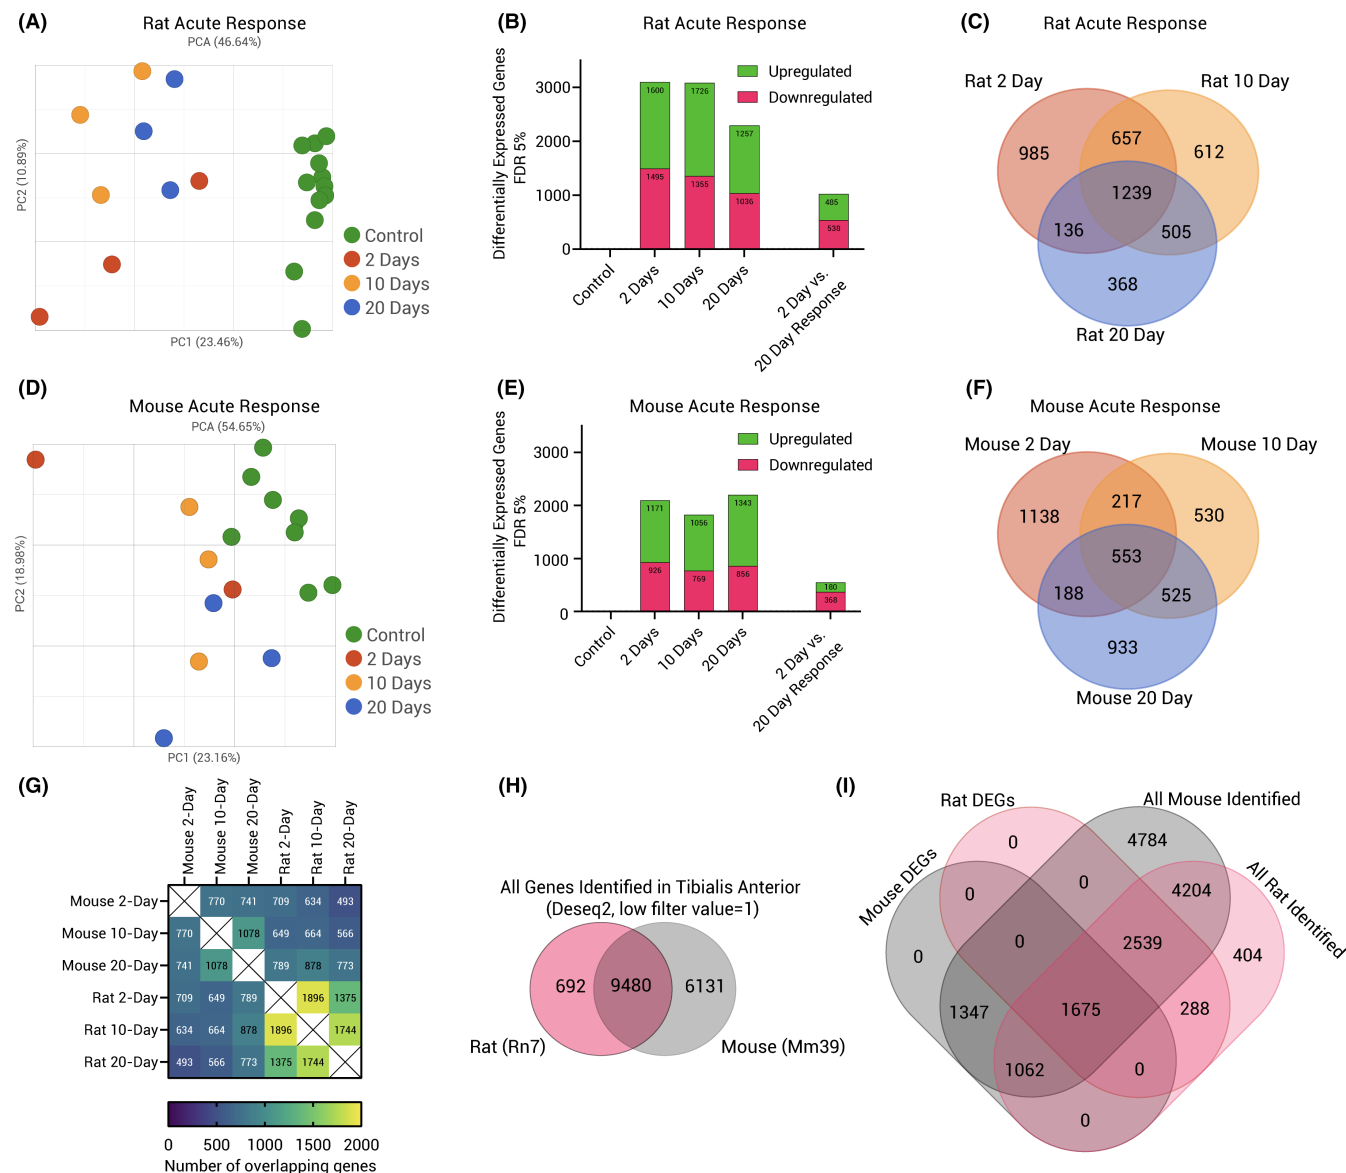 (A)
Rat Acute Response
PCA (46.64%)
PC2 (10.89%)
PC1 (23.46%)
Control
2 Days
10 Days
20 Days
(B)
Rat Acute Response
Differentially Expressed Genes
FDR 5%
3000
2000
1000
0
Upregulated
Downregulated
1600
1726
1257
485
1495
1355
1036
538
Control
2 Days
10 Days
20 Days
2 Day vs.
20 Day Response
(C)
Rat Acute Response
Rat 2 Day
Rat 10 Day
985
657
612
1239
136
505
368
Rat 20 Day
(D)
Mouse Acute Response
PCA (54.65%)
PC2 (18.98%)
PC1 (23.16%)
Control
2 Days
10 Days
20 Days
(E)
Mouse Acute Response
Differentially Expressed Genes
FDR 5%
3000
2000
1000
0
Upregulated
Downregulated
1171
1056
1343
180
926
769
856
368
Control
2 Days
10 Days
20 Days
2 Day vs.
20 Day Response
(F)
Mouse Acute Response
Mouse 2 Day
Mouse 10 Day
1138
217
530
553
188
525
933
Mouse 20 Day
(G)
Mouse 2-Day
Mouse 10-Day
Mouse 20-Day
Rat 2-Day
Rat 10-Day
Rat 20-Day
Mouse 2-Day 770 741 709 634 493
Mouse 10-Day 770 1078 649 664 566
Mouse 20-Day 741 1078 789 878 773
Rat 2-Day 709 649 789 1896 1375
Rat 10-Day 634 664 878 1896 1744
Rat 20-Day 493 566 773 1375 1744
0 500 1000 1500 2000
Number of overlapping genes
(H)
All Genes Identified in Tibialis Anterior
(Deseq2, low filter value=1)
692
9480
6131
Rat (Rn7)
Mouse (Mm39)
(I)
Rat DEGs
All Mouse Identified
Mouse DEGs
All Rat Identified
0
4784
0
0
4204
0
2539
0
404
1347
1675
288
1062
0
0